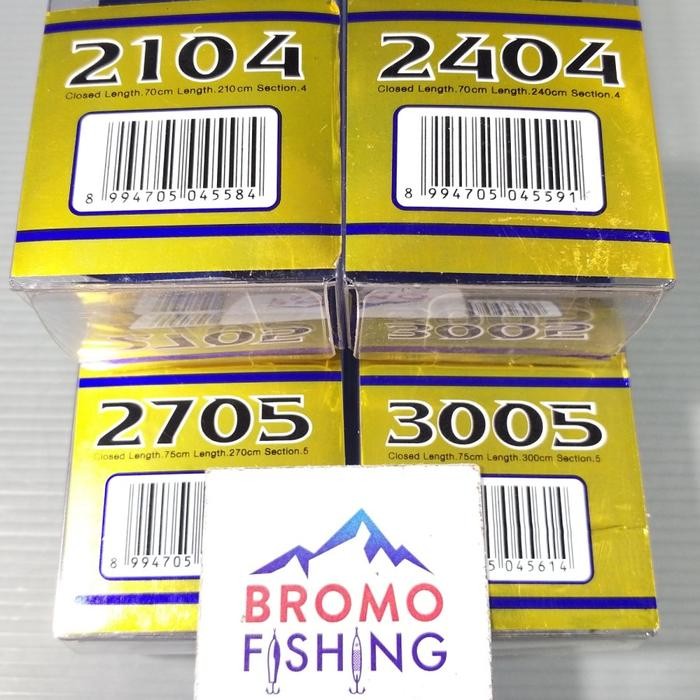 2104
Closed Length.70cm Length.210cm Section.4
8 994705 045584
2404
Closed Length.70cm Length.240cm Section.4
8 994705 045591
2705
Closed Length.75cm Length.270cm Section.5
8 994705
3005
Closed Length.75cm Length.300cm Section.5
5 045614
BROMO
FISHING